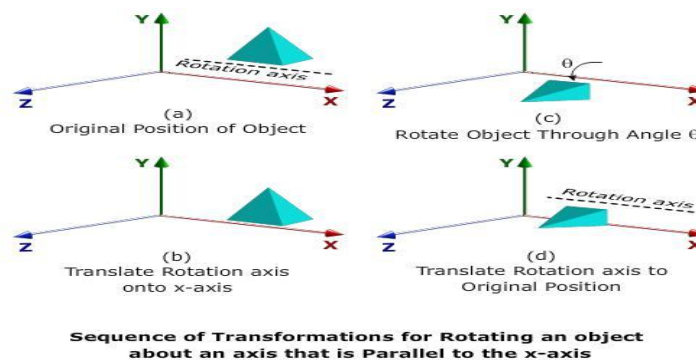 Y
Rotation axis
Z
X
(a)
Original Position of Object
Y
θ
Z
X
(c)
Rotate Object Through Angle θ
Y
Z
X
(b)
Translate Rotation axis
onto x-axis
Y
Rotation axis
Z
X
(d)
Translate Rotation axis to
Original Position
Sequence of Transformations for Rotating an object
about an axis that is Parallel to the x-axis